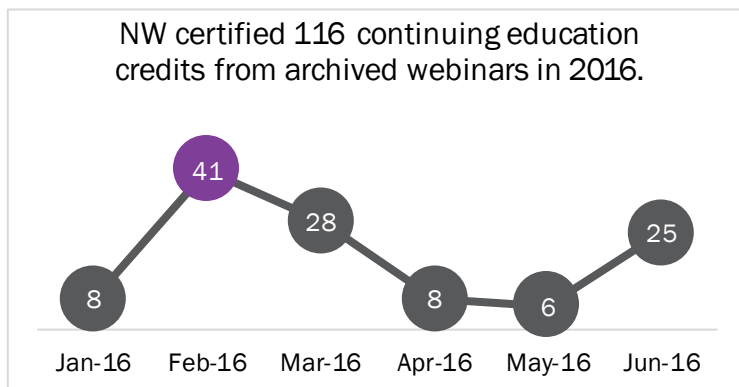 NW certified 116 continuing education
credits from archived webinars in 2016.
41
28
25
8
8
6
Jan-16 Feb-16 Mar-16 Apr-16 May-16 Jun-16